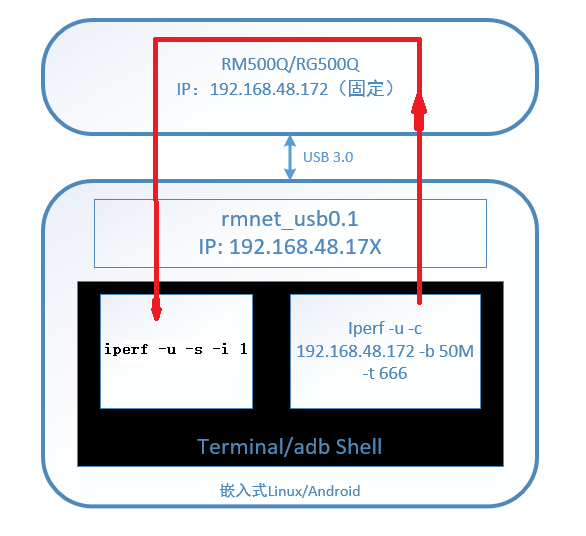 RM500Q/RG500Q
IP：192.168.48.172（固定）
USB 3.0
rmnet_usb0.1
IP: 192.168.48.17X
iperf -u -s -i 1
Iperf -u -c
192.168.48.172 -b 50M
-t 666
Terminal/adb Shell
嵌入式Linux/Android